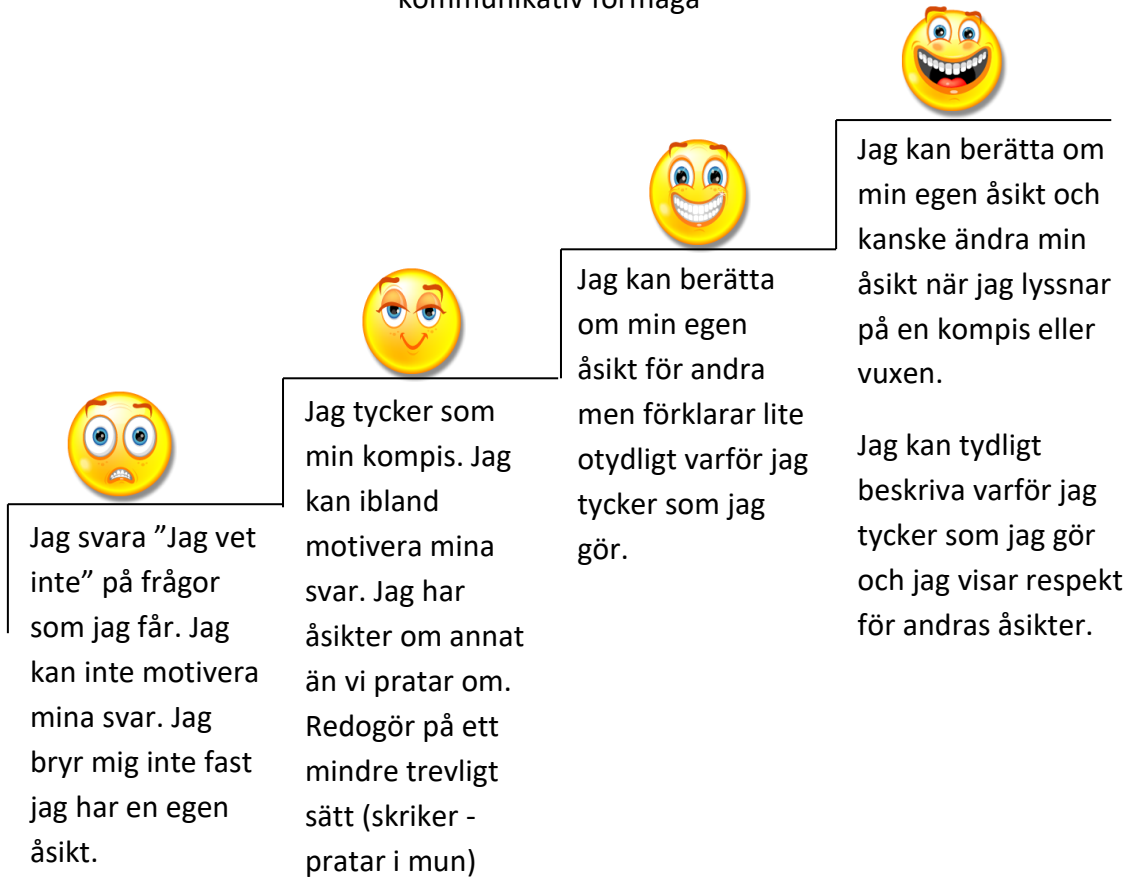 kommunikativ förmåga
Jag svara ”Jag vet
inte” på frågor
som jag får. Jag
kan inte motivera
mina svar. Jag
bryr mig inte fast
jag har en egen
åsikt.
Jag tycker som
min kompis. Jag
kan ibland
motivera mina
svar. Jag har
åsikter om annat
än vi pratar om.
Redogör på ett
mindre trevligt
sätt (skriker -
pratar i mun)
Jag kan berätta
om min egen
åsikt för andra
men förklarar lite
otydligt varför jag
tycker som jag
gör.
Jag kan berätta om
min egen åsikt och
kanske ändra min
åsikt när jag lyssnar
på en kompis eller
vuxen.
Jag kan tydligt
beskriva varför jag
tycker som jag gör
och jag visar respekt
för andras åsikter.